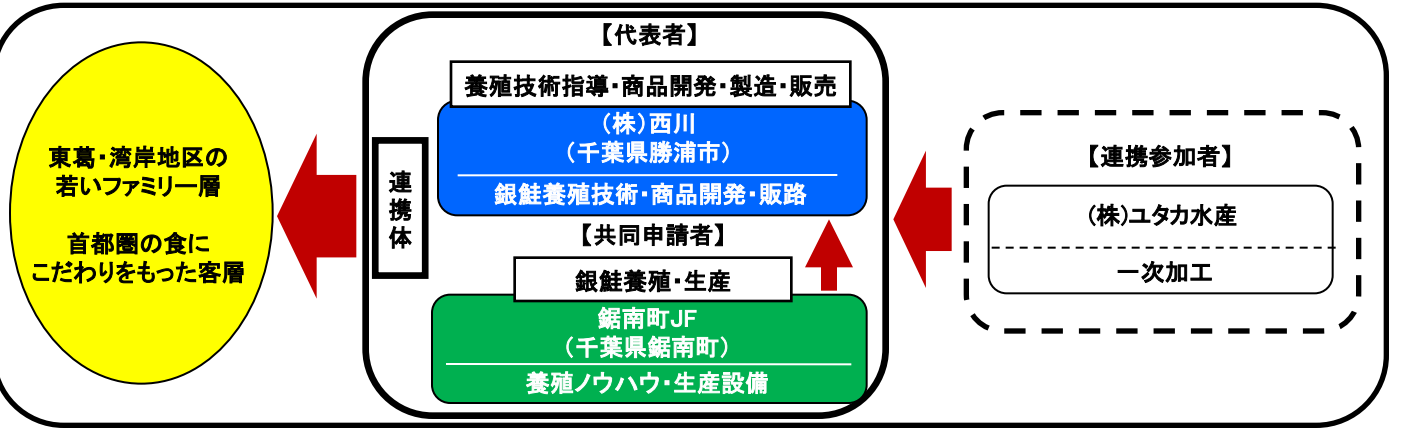 東葛・湾岸地区の
若いファミリー層
首都圏の食に
こだわりをもった客層
連携体
【代表者】
養殖技術指導・商品開発・製造・販売
(株)西川
(千葉県勝浦市)
銀鮭養殖技術・商品開発・販路
【共同申請者】
銀鮭養殖・生産
鋸南町JF
(千葉県鋸南町)
養殖ノウハウ・生産設備
【連携参加者】
(株)ユタカ水産
一次加工